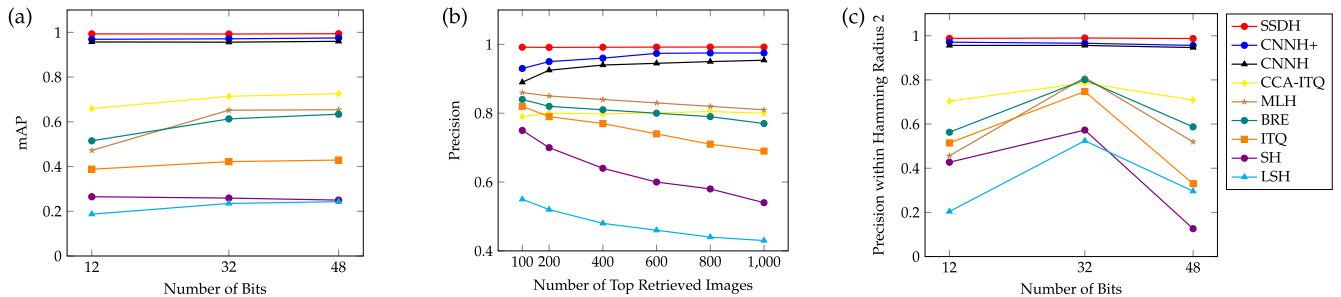 (a)
1
0.8
0.6
0.4
0.2
0
mAP
12
32
48
Number of Bits
(b)
1
0.8
0.6
0.4
Precision
100
200
400
600
800
1,000
Number of Top Retrieved Images
(c)
1
0.8
0.6
0.4
0.2
0
Precision within Hamming Radius 2
12
32
48
Number of Bits
SSDH
CNNH+
CNNH
CCA-ITQ
MLH
BRE
ITQ
SH
LSH